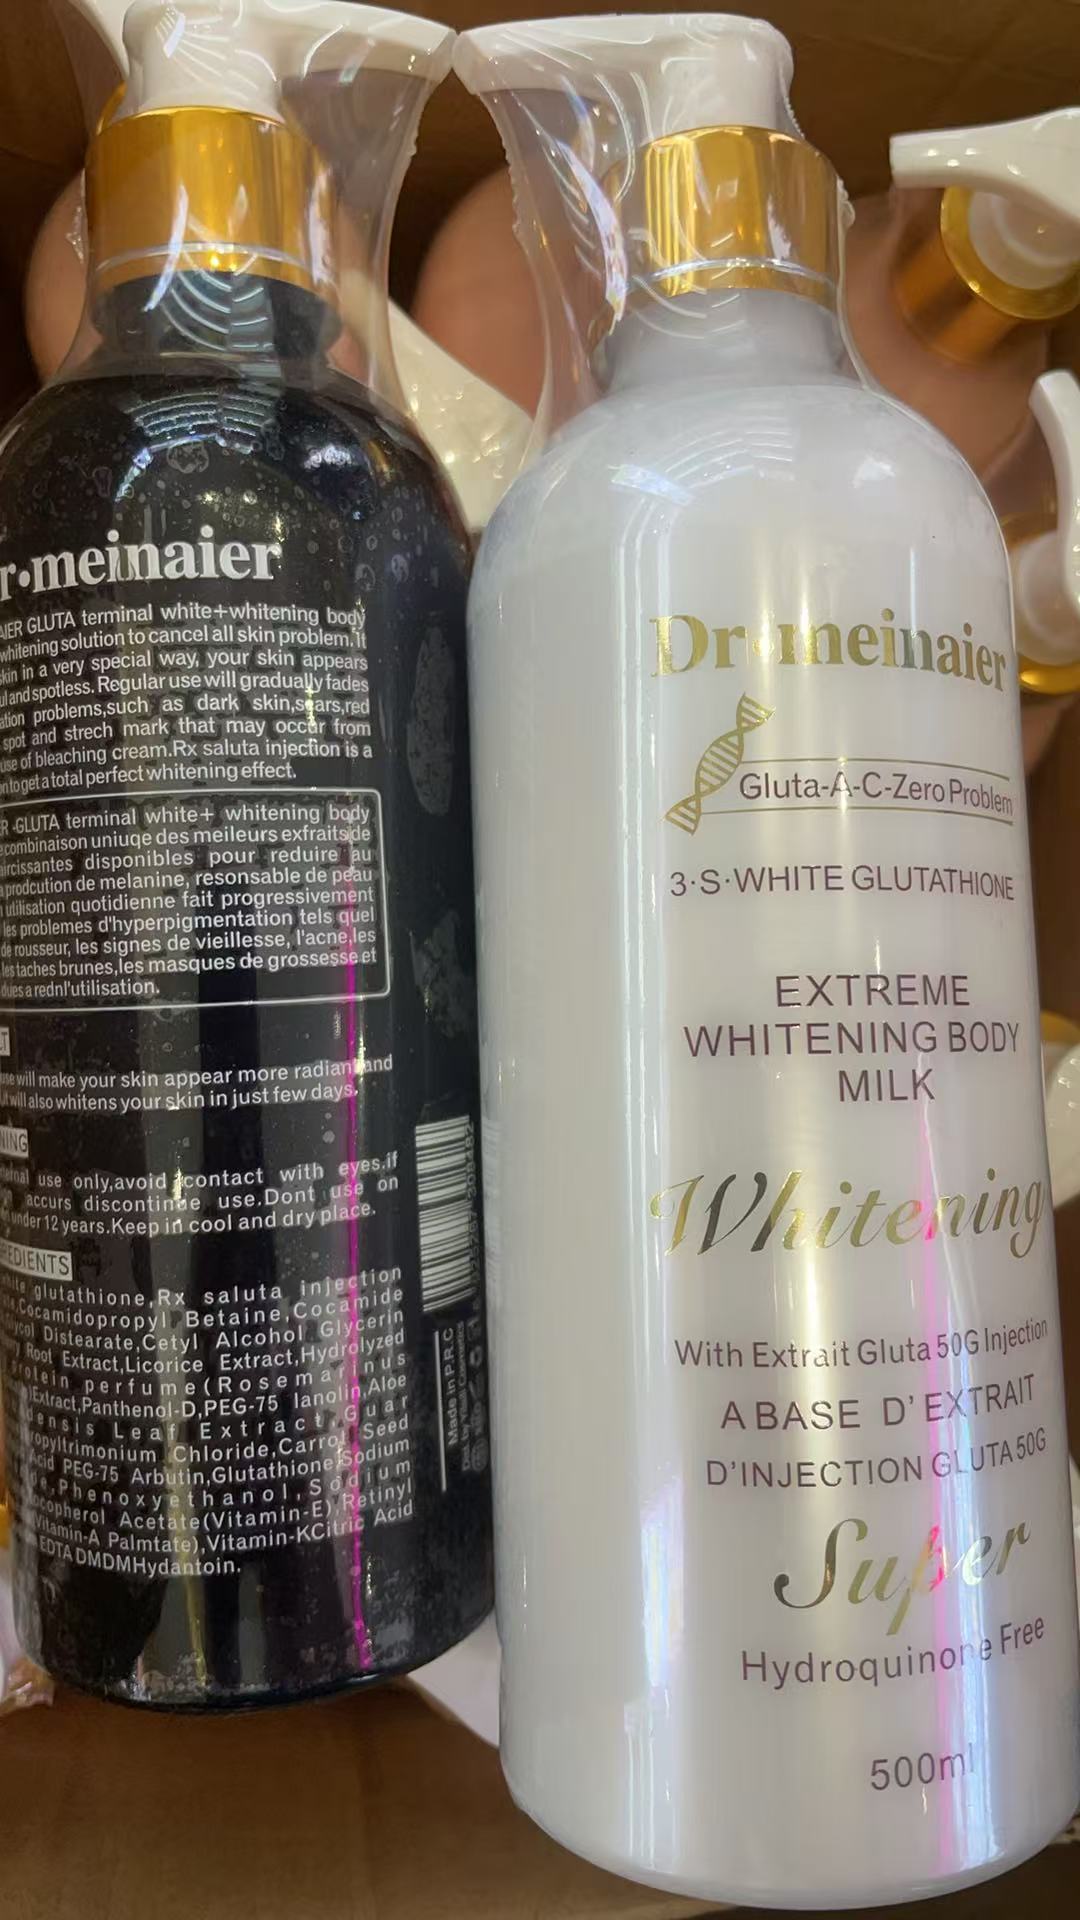 r•meinaier
AIER GLUTA terminal white+whitening body
whitening solution to cancel all skin problem.It
skin in a very special way, your skin appears
ul and spotless. Regular use will gradually fades
ation problems,such as dark skin,scars,red
spot and strech mark that may occur from
use of bleaching cream.Rx saluta injection is a
on to get a total perfect whitening effect.
R-GLUTA terminal white+ whitening body
combinaison uniuqe des meileurs exfraits de
aircissantes disponibles pour reduire au
prodcution de melanine, resonsable de peau
utilisation quotidienne fait progressivement
les problemes d'hyperpigmentation tels quel
de rousseur, les signes de vieillesse, l'acne,les
les taches brunes,les masques de grossesse et
dues a rednl'utilisation.
LT
use will make your skin appear more radiant and
It will also whitens your skin in just few days.
NING
use only,avoid contact with eyes.if
accurs discontinue use.Dont use on
under 12 years.Keep in cool and dry place.
REDIENTS
glutathione,Rx saluta injection
Cocamidopropyl Betaine,Cocamide
Glycol Distearate,Cetyl Alcohol Glycerin
Root Extract,Licorice Extract,Hydrolyzed
protein perfume(Rosemarinus
)Extract,Panthenol-D,PEG-75 lanolin,Aloe
densis Leaf Extract,Guar
opyltrimonium Chloride,Carrot Seed
Acid PEG-75 Arbutin,Glutathione Sodium
Phenoxyethanol,Sodium
ocopherol Acetate(Vitamin-E),Retinyl
Vitamin-A Palmtate),Vitamin-KCitric Acid
EDTA DMDMHydantoin.
Made in P.R.C
Dr•meinaier
Gluta-A-C-Zero Problem
3·S·WHITE GLUTATHIONE
EXTREME
WHITENING BODY
MILK
Whitening
With Extrait Gluta 50G Injection
A BASE D'EXTRAIT
D'INJECTION GLUTA 50G
Super
Hydroquinone Free
500ml